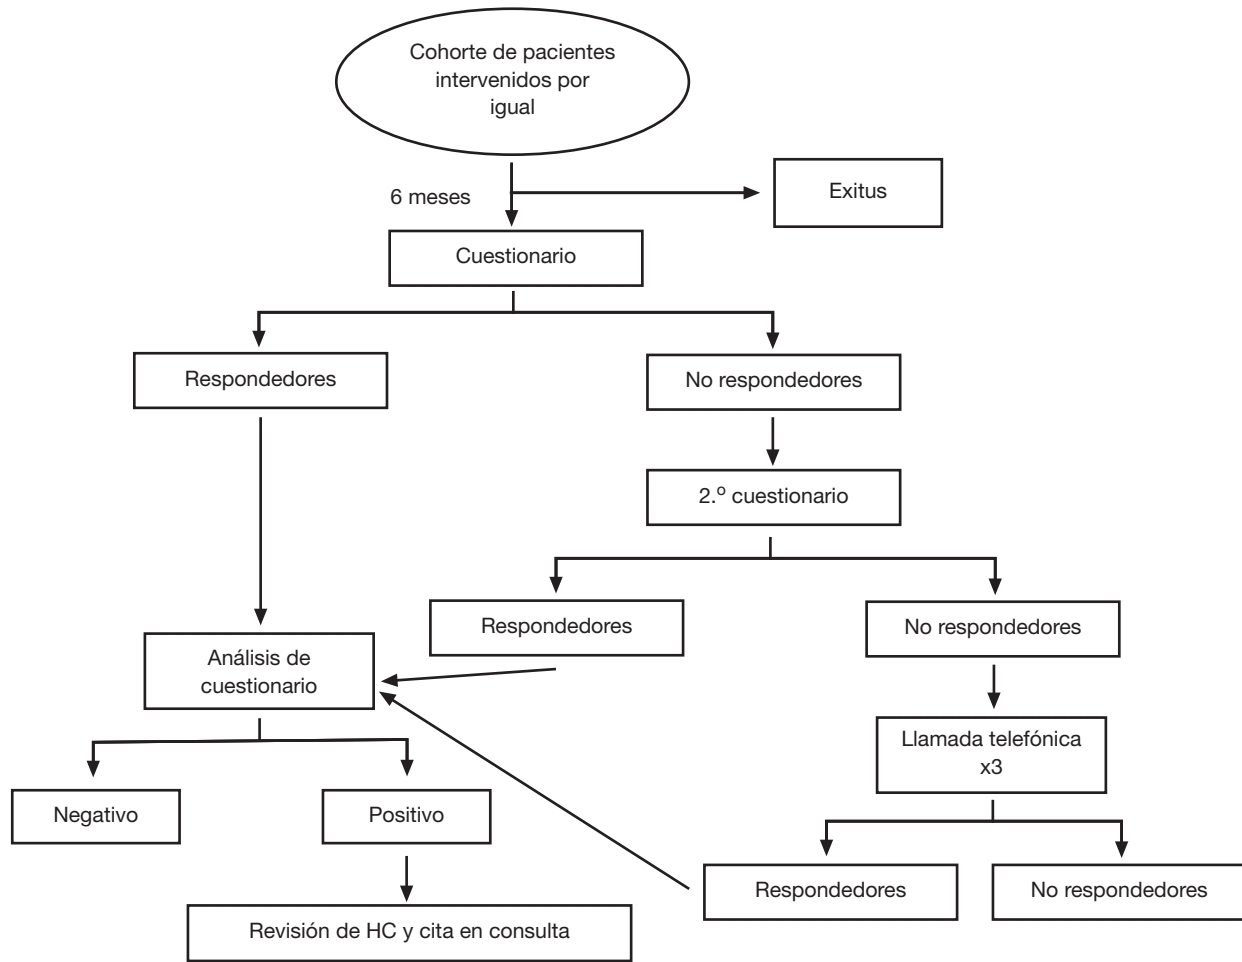 Cohorte de pacientes
intervenidos por
igual
6 meses
Exitus
Cuestionario
Respondedores
No respondedores
2.º cuestionario
Respondedores
No respondedores
Análisis de
cuestionario
Llamada telefónica
x3
Negativo
Positivo
Respondedores
No respondedores
Revisión de HC y cita en consulta